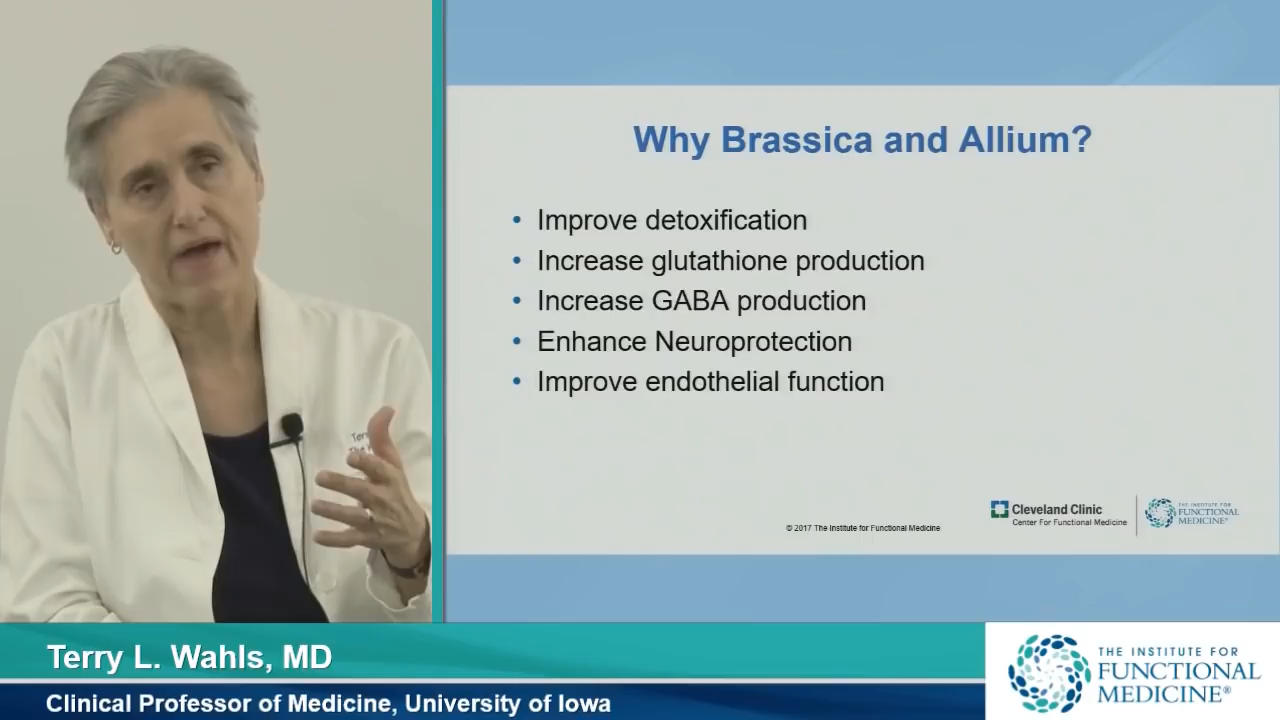 Why Brassica and Allium?
• Improve detoxification
• Increase glutathione production
• Increase GABA production
• Enhance Neuroprotection
• Improve endothelial function
© 2017 The Institute for Functional Medicine
Cleveland Clinic
Center For Functional Medicine
THE INSTITUTE FOR
FUNCTIONAL
MEDICINE®
Terry L. Wahls, MD
Clinical Professor of Medicine, University of Iowa
THE INSTITUTE FOR
FUNCTIONAL
MEDICINE®